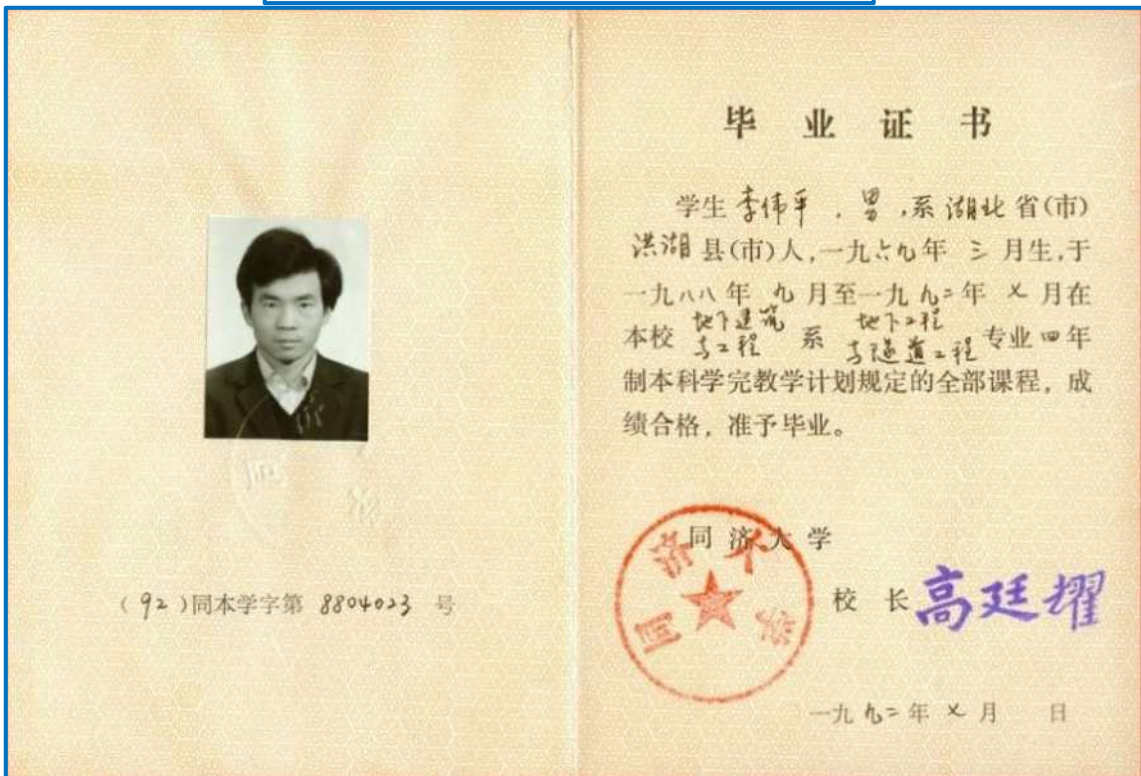 毕业证书
学生 李伟平 , 男 ,系 湖北 省(市)
洪湖 县(市)人,一九六九年 三 月生,于
一九八八年 九 月至一九九二年 七 月在
本校 地下建筑与工程 系 地下工程与隧道工程 专业四年
制本科学完教学计划规定的全部课程,成
绩合格,准予毕业。
同济大学
同济大学
校长 高廷耀
(92)同本学字第 8804023 号
一九九二年 七 月 日